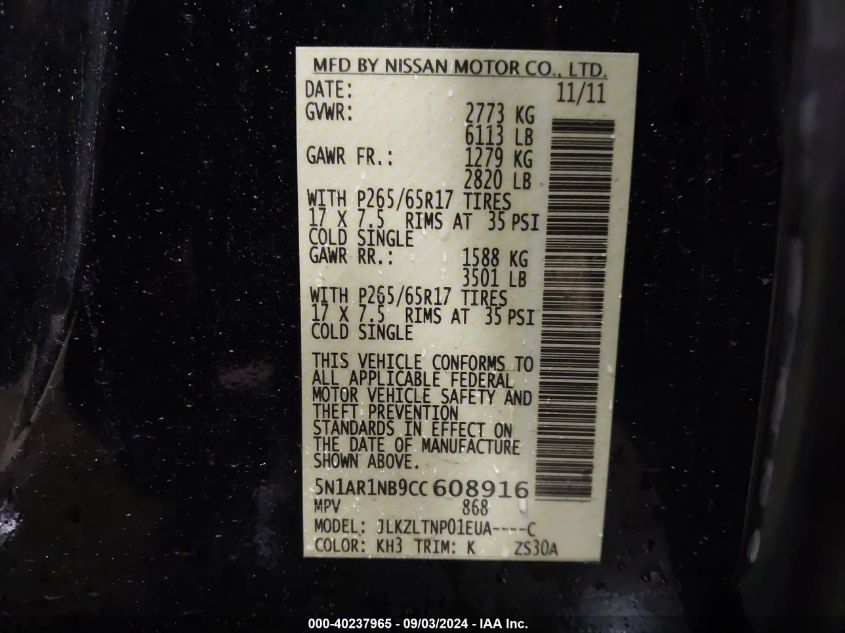 MFD BY NISSAN MOTOR CO., LTD.
DATE: 11/11
GVWR: 2773 KG
6113 LB
GAWR FR.: 1279 KG
2820 LB
WITH P265/65R17 TIRES
17 X 7.5 RIMS AT 35 PSI
COLD SINGLE
GAWR RR.: 1588 KG
3501 LB
WITH P265/65R17 TIRES
17 X 7.5 RIMS AT 35 PSI
COLD SINGLE
THIS VEHICLE CONFORMS TO
ALL APPLICABLE FEDERAL
MOTOR VEHICLE SAFETY AND
THEFT PREVENTION
STANDARDS IN EFFECT ON
THE DATE OF MANUFACTURE
SHOWN ABOVE.
5N1AR1NB9CC608916
MPV 868
MODEL: JLKZLTNP01EUA----C
COLOR: KH3 TRIM: K ZS30A
000-40237965 - 09/03/2024 - IAA Inc.